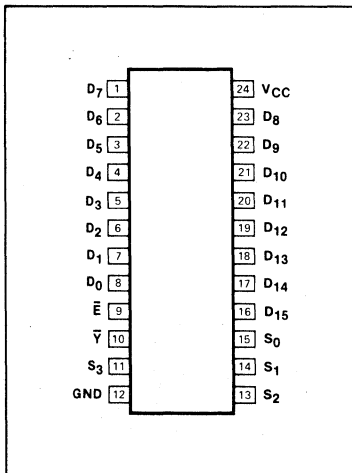 D7 1 24 VCC
D6 2 23 D8
D5 3 22 D9
D4 4 21 D10
D3 5 20 D11
D2 6 19 D12
D1 7 18 D13
D0 8 17 D14
Ē 9 16 D15
Ȳ 10 15 S0
S3 11 14 S1
GND 12 13 S2